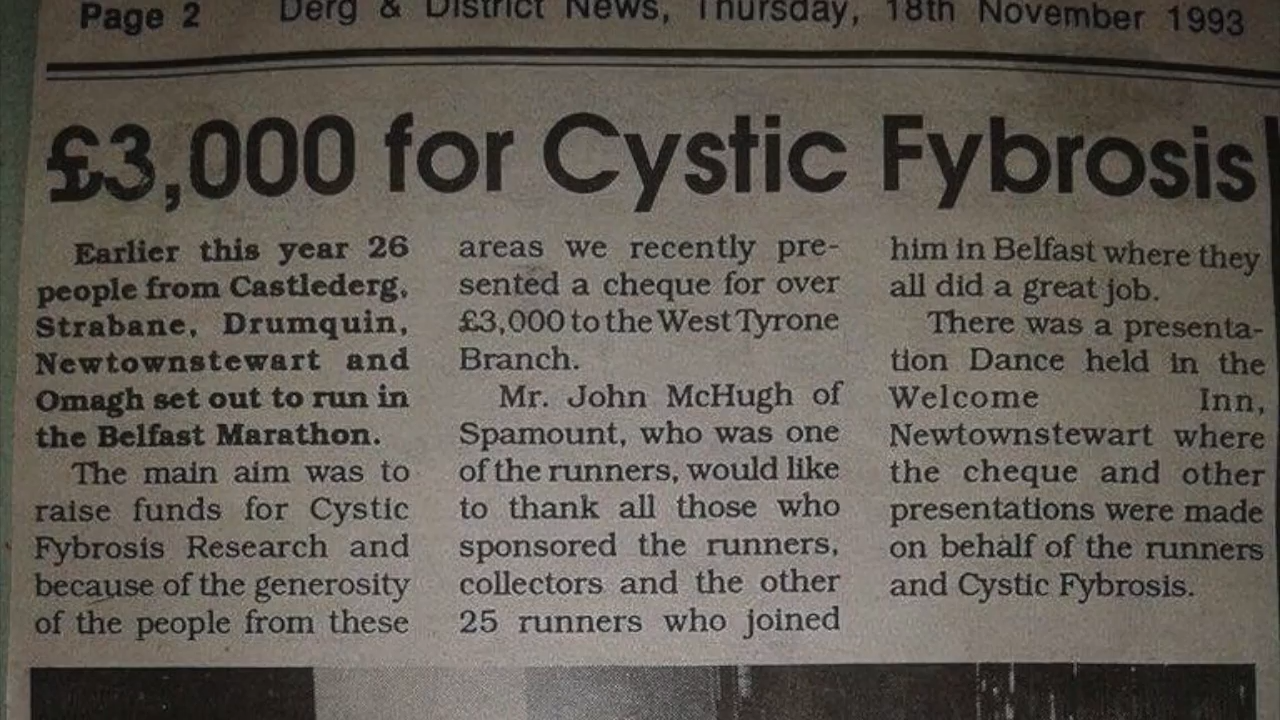 Page 2 Derg & District News, Thursday, 18th November 1993
£3,000 for Cystic Fybrosis
Earlier this year 26
people from Castlederg,
Strabane, Drumquin,
Newtownstewart and
Omagh set out to run in
the Belfast Marathon.
The main aim was to
raise funds for Cystic
Fybrosis Research and
because of the generosity
of the people from these
areas we recently pre-
sented a cheque for over
£3,000 to the West Tyrone
Branch.
Mr. John McHugh of
Spamount, who was one
of the runners, would like
to thank all those who
sponsored the runners,
collectors and the other
25 runners who joined
him in Belfast where they
all did a great job.
There was a presenta-
tion Dance held in the
Welcome Inn,
Newtownstewart where
the cheque and other
presentations were made
on behalf of the runners
and Cystic Fybrosis.